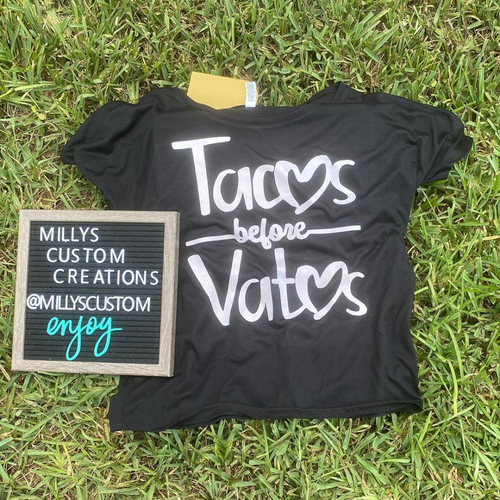 Tacos
before
Vatos
MILLYS
CUSTOM
CREATIONS
@MILLYSCUSTOM
enjoy